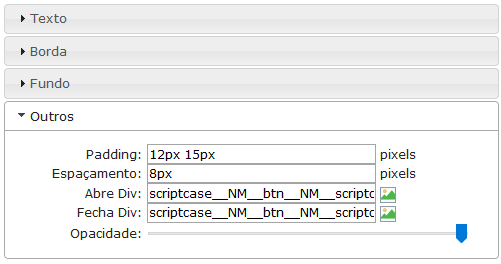 Texto
Borda
Fundo
Outros
Padding: 12px 15px pixels
Espaçamento: 8px pixels
Abre Div: scriptcase__NM__btn__NM__scriptc
Fecha Div: scriptcase__NM__btn__NM__scriptc
Opacidade: